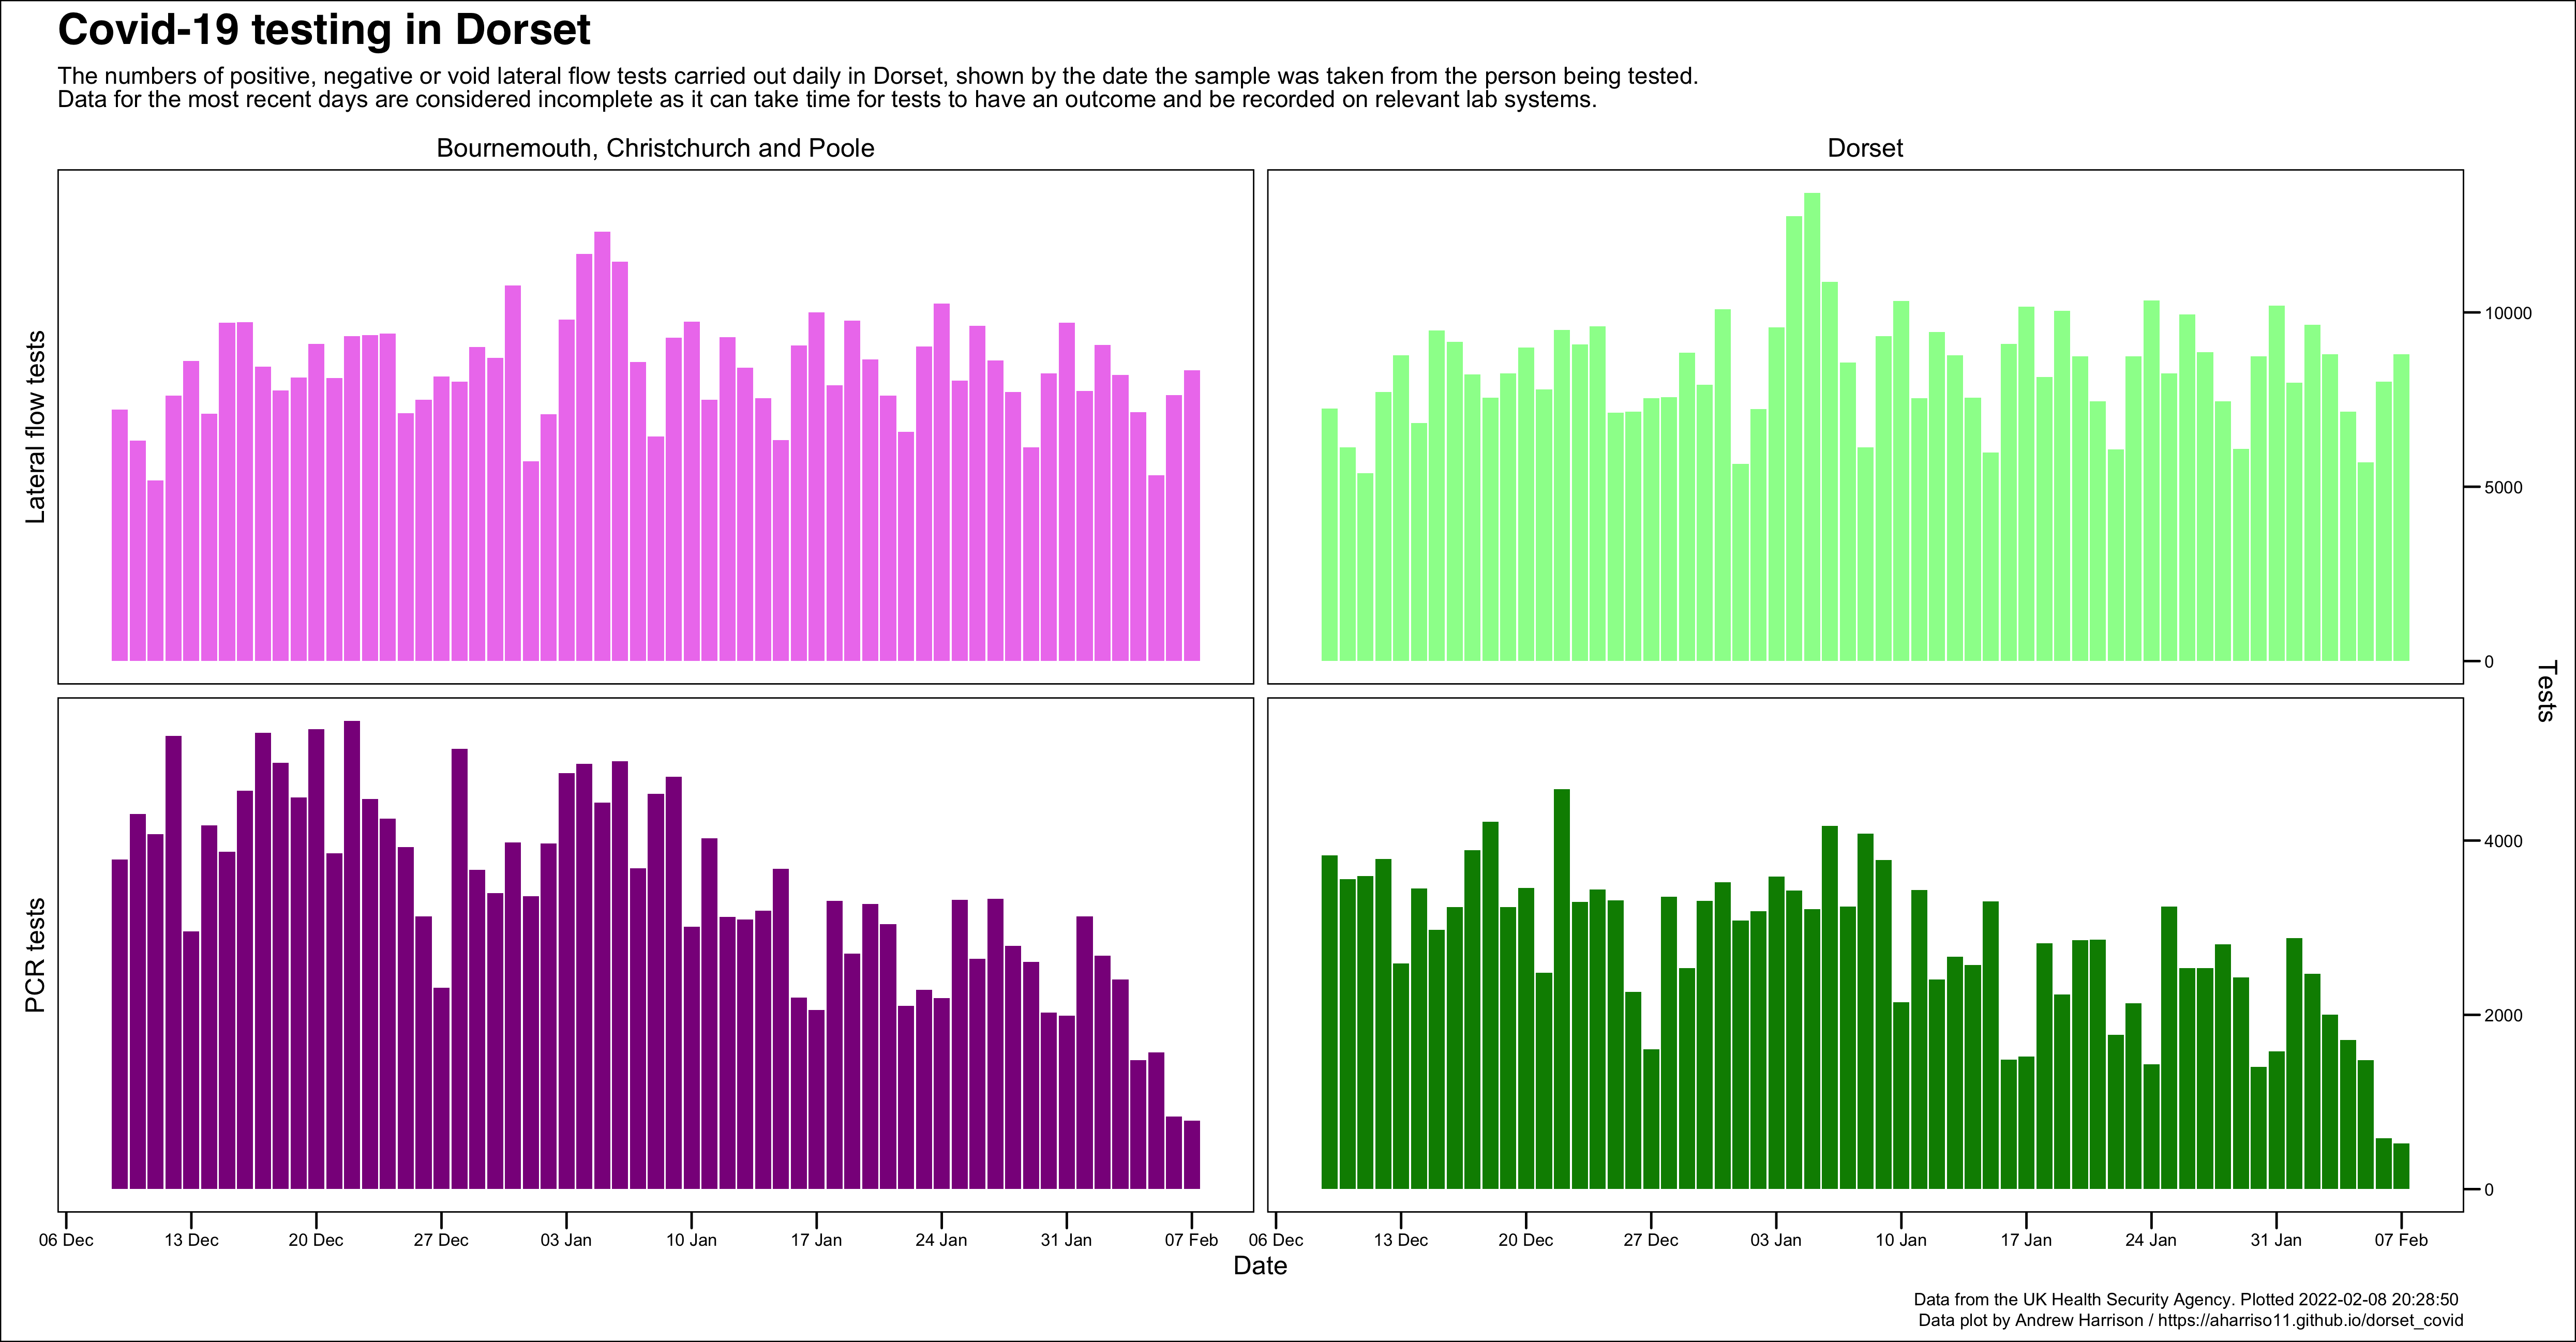 Covid-19 testing in Dorset
The numbers of positive, negative or void lateral flow tests carried out daily in Dorset, shown by the date the sample was taken from the person being tested.
Data for the most recent days are considered incomplete as it can take time for tests to have an outcome and be recorded on relevant lab systems.
Bournemouth, Christchurch and Poole
Dorset
Lateral flow tests
10000
5000
0
Tests
PCR tests
4000
2000
0
06 Dec 13 Dec 20 Dec 27 Dec 03 Jan 10 Jan 17 Jan 24 Jan 31 Jan 07 Feb
06 Dec 13 Dec 20 Dec 27 Dec 03 Jan 10 Jan 17 Jan 24 Jan 31 Jan 07 Feb
Date
Data from the UK Health Security Agency. Plotted 2022-02-08 20:28:50
Data plot by Andrew Harrison / https://aharriso11.github.io/dorset_covid